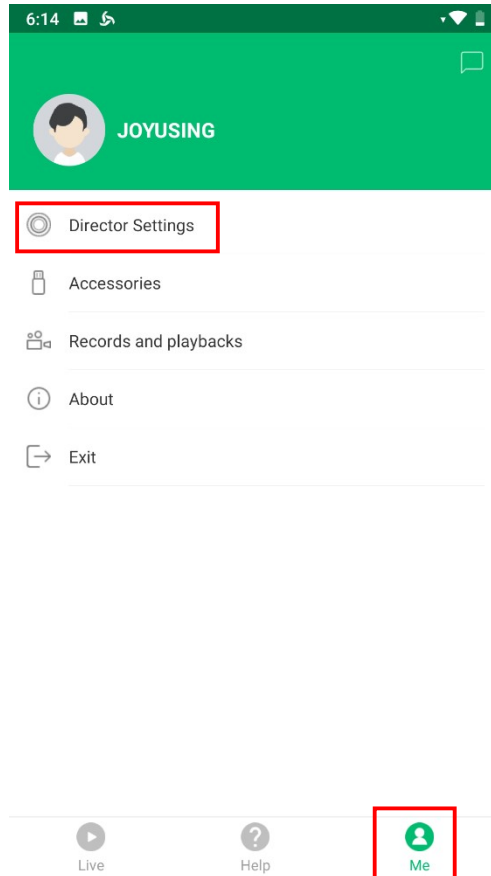 6:14
JOYUSING
Director Settings
Accessories
Records and playbacks
About
Exit
Live
Help
Me